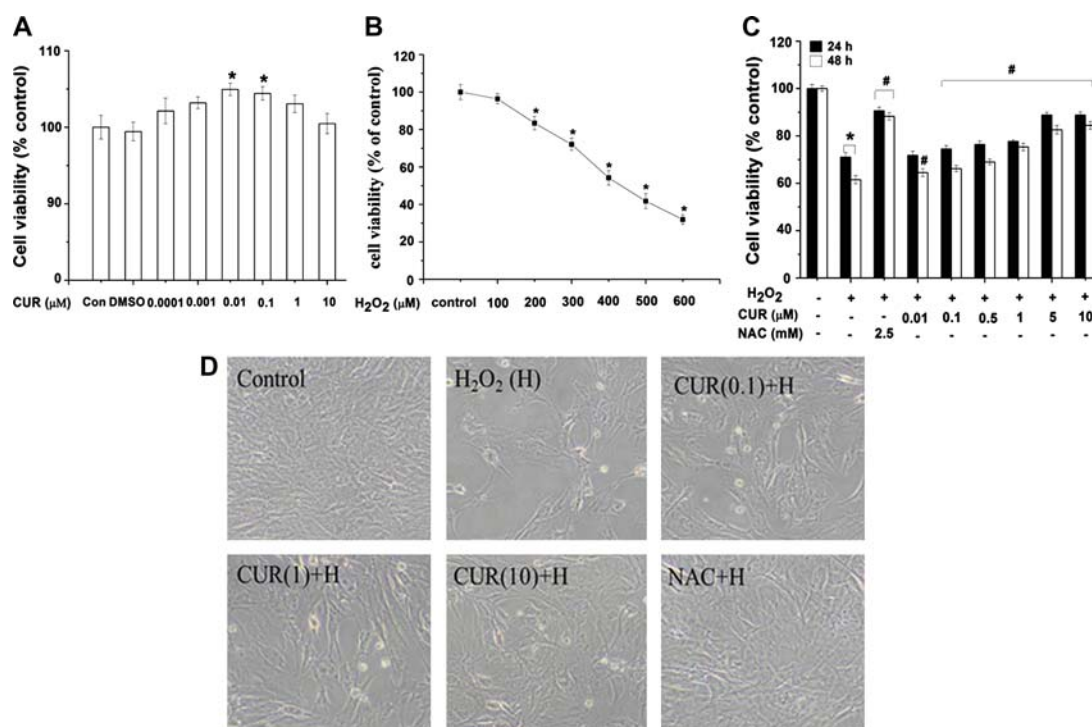 A
Cell viability (% control)
110
100
90
0
CUR (μM) Con DMSO 0.0001 0.001 0.01 0.1 1 10
* *
B
cell viability (% of control)
120
100
80
60
40
20
0
H₂O₂ (μM) control 100 200 300 400 500 600
* * * * *
C
Cell viability (% control)
120
100
80
60
40
0
24 h
48 h
* # # #
H₂O₂ - + + + + + + + +
CUR (μM) - - - 0.01 0.1 0.5 1 5 10
NAC (mM) - - 2.5 - - - - - -
D
Control
H₂O₂ (H)
CUR(0.1)+H
CUR(1)+H
CUR(10)+H
NAC+H